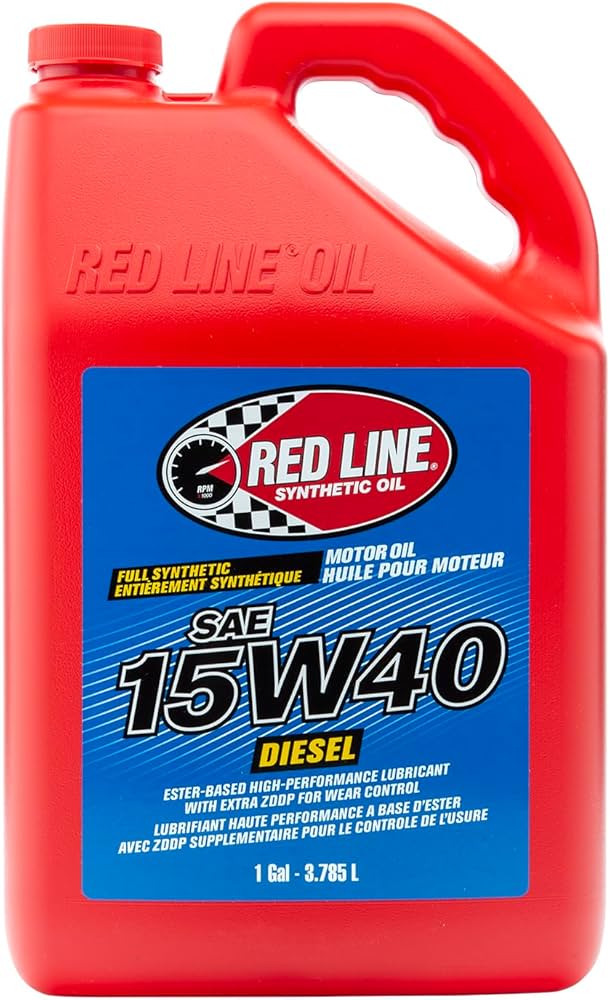 RED LINE® OIL
RED LINE®
SYNTHETIC OIL
RPM
x1000
FULL SYNTHETIC
ENTIÈREMENT SYNTHÉTIQUE
MOTOR OIL
HUILE POUR MOTEUR
SAE
15W40
DIESEL
ESTER-BASED HIGH-PERFORMANCE LUBRICANT
WITH EXTRA ZDDP FOR WEAR CONTROL
LUBRIFIANT HAUTE PERFORMANCE A BASE D'ESTER
AVEC ZDDP SUPPLEMENTAIRE POUR LE CONTROLE DE L'USURE
1 Gal - 3.785 L